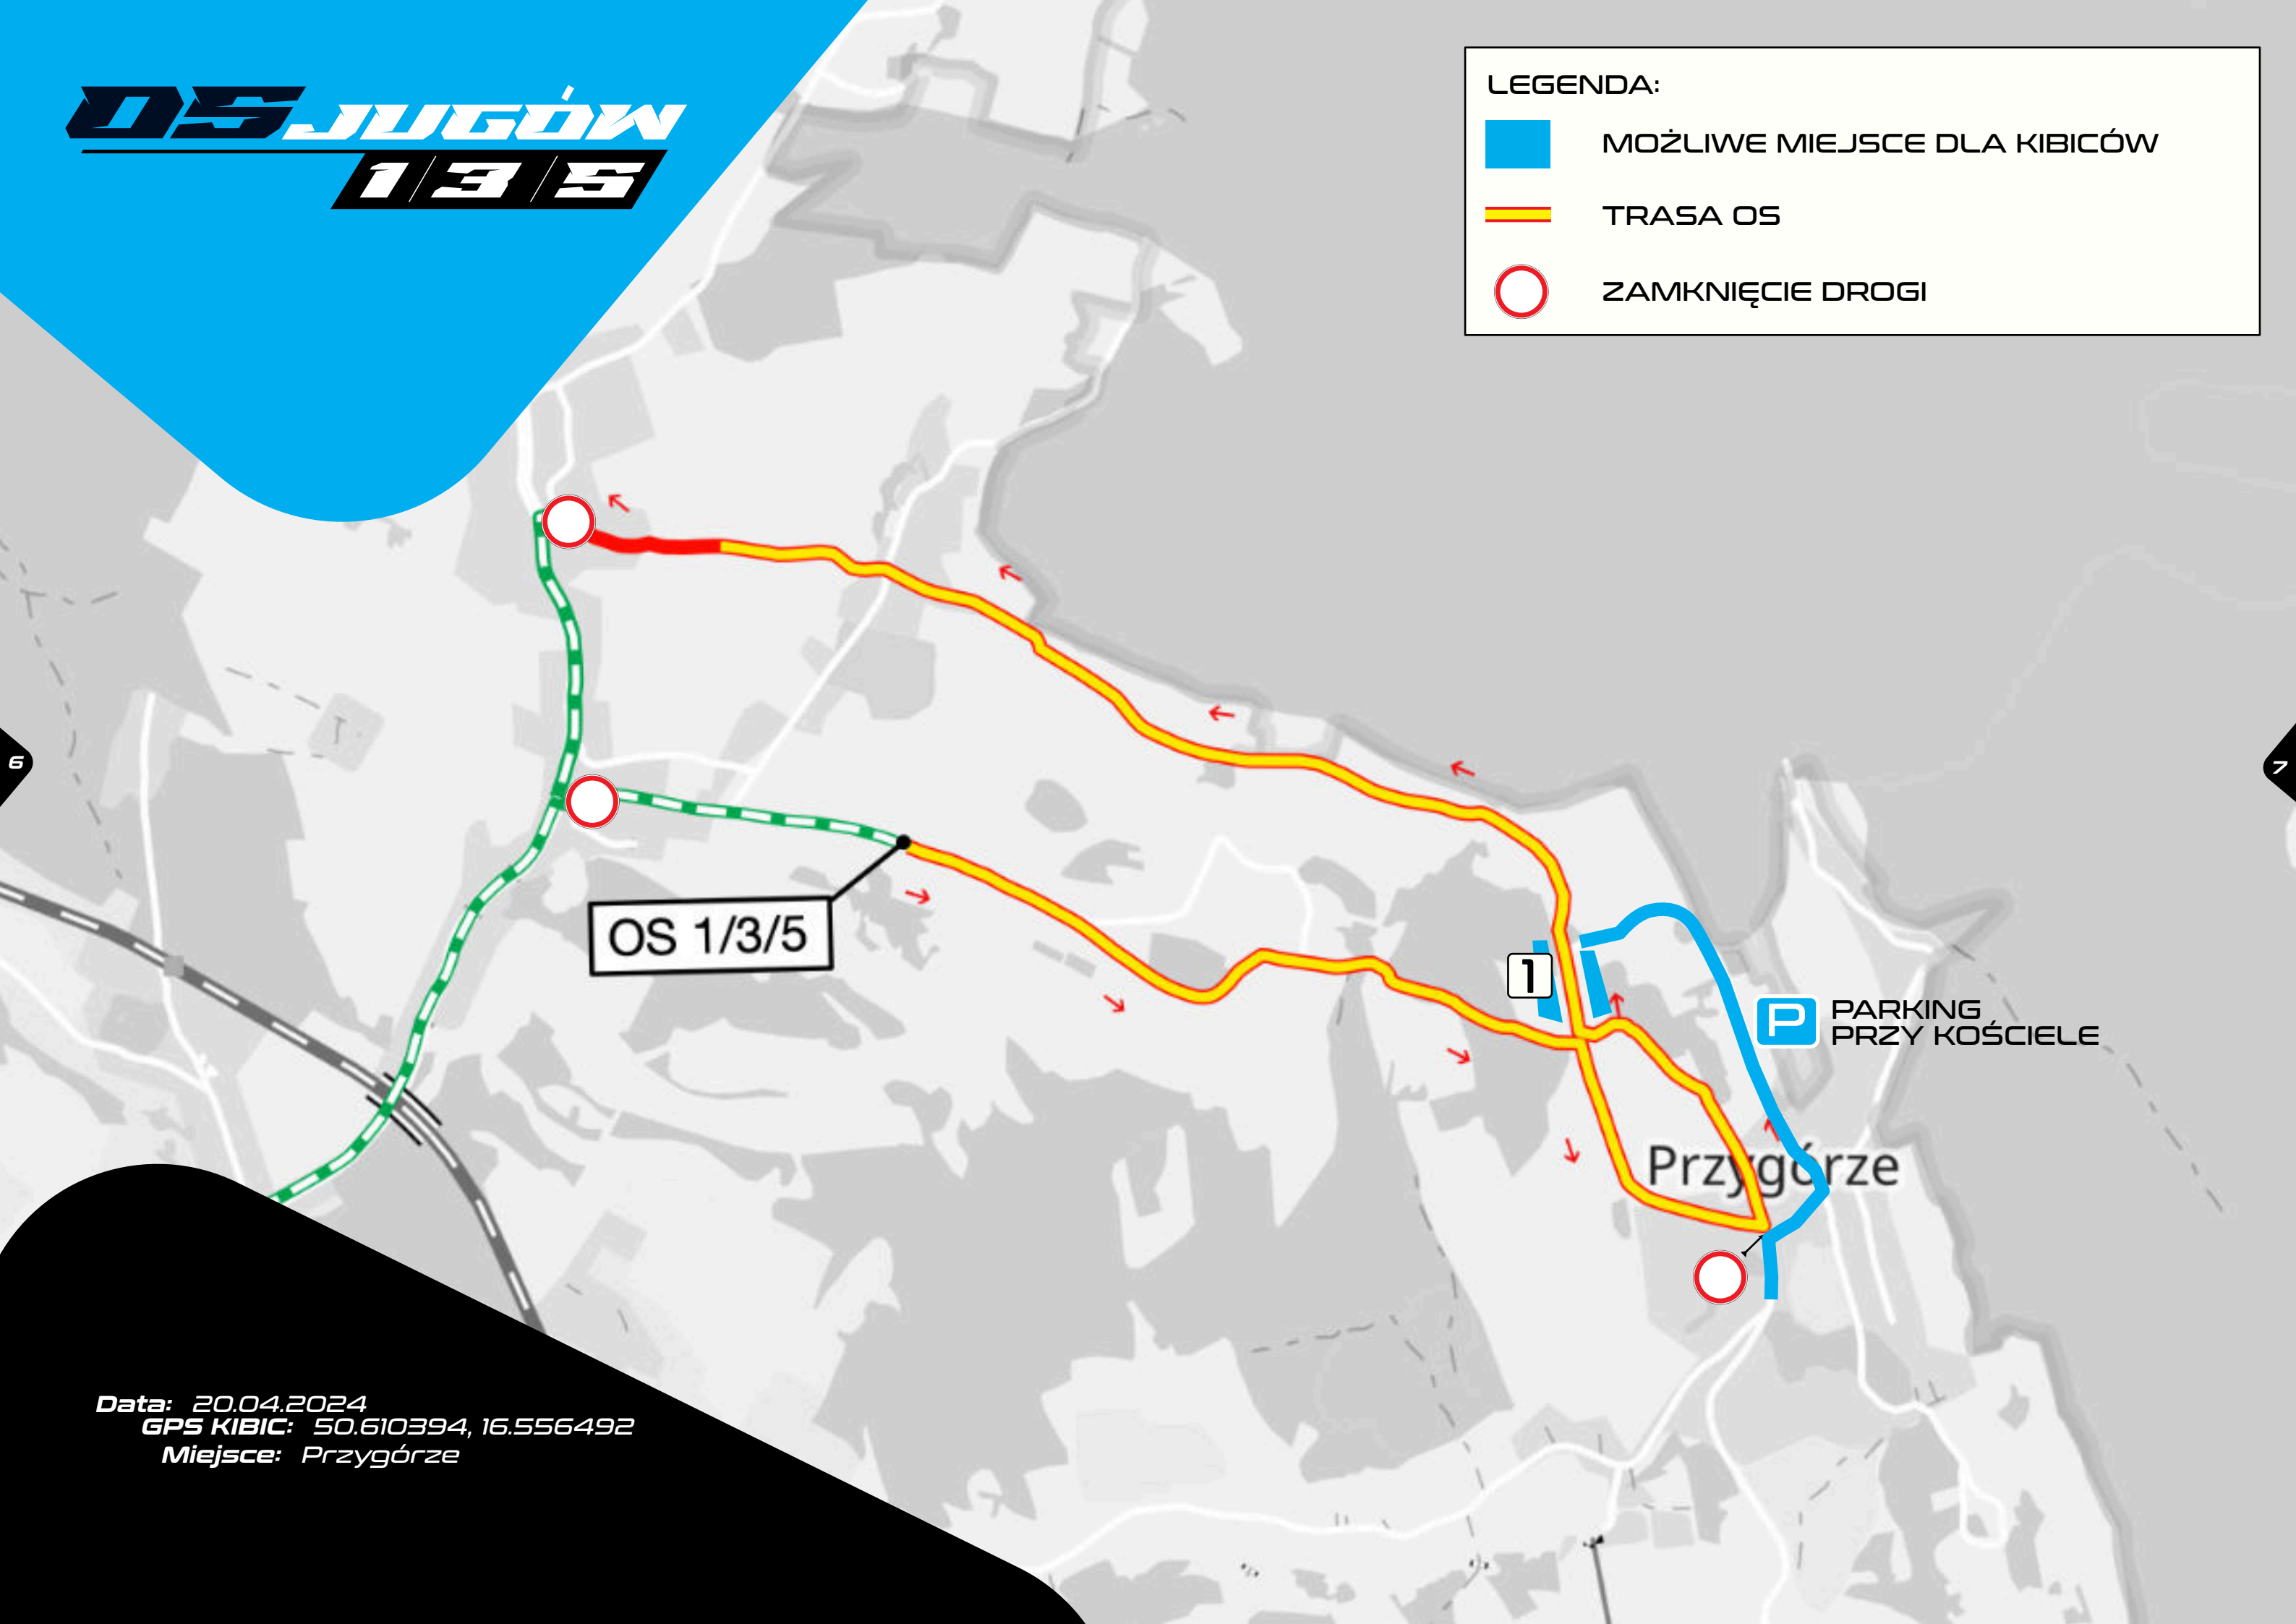 OS JUGÓW
1/3/5
LEGENDA:
MOŻLIWE MIEJSCE DLA KIBICÓW
TRASA OS
ZAMKNIĘCIE DROGI
6
7
OS 1/3/5
1
P
PARKING
PRZY KOŚCIELE
Przygórze
Data: 20.04.2024
GPS KIBIC: 50.610394, 16.556492
Miejsce: Przygórze